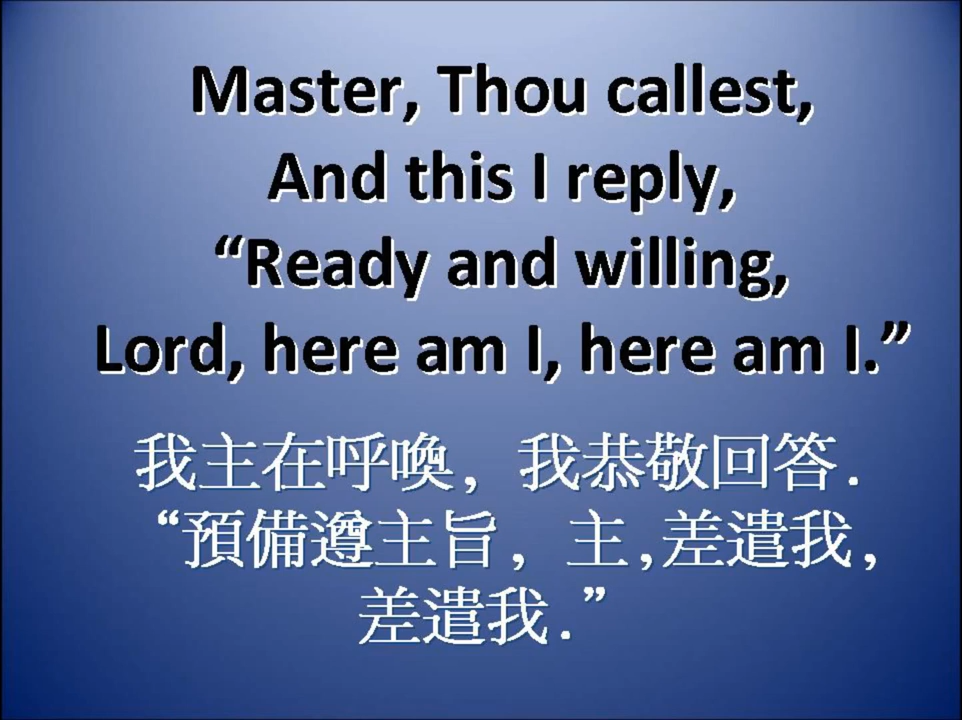 Master, Thou callest,
And this I reply,
“Ready and willing,
Lord, here am I, here am I.”
我主在呼喚, 我恭敬回答.
“預備遵主旨, 主,差遣我,
差遣我.”